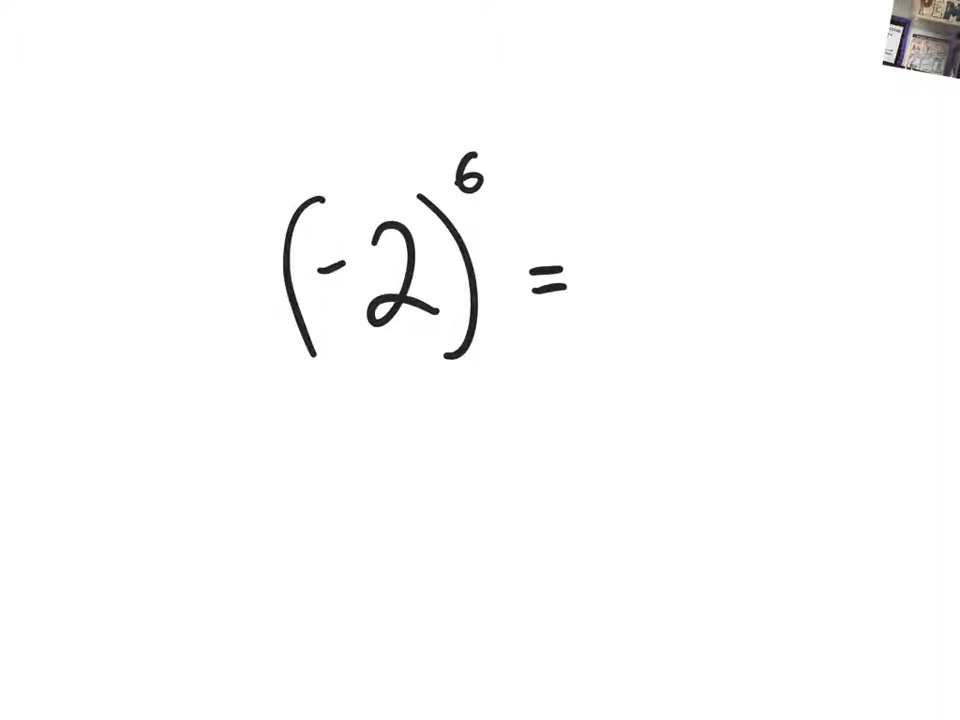 (-2)⁶ =